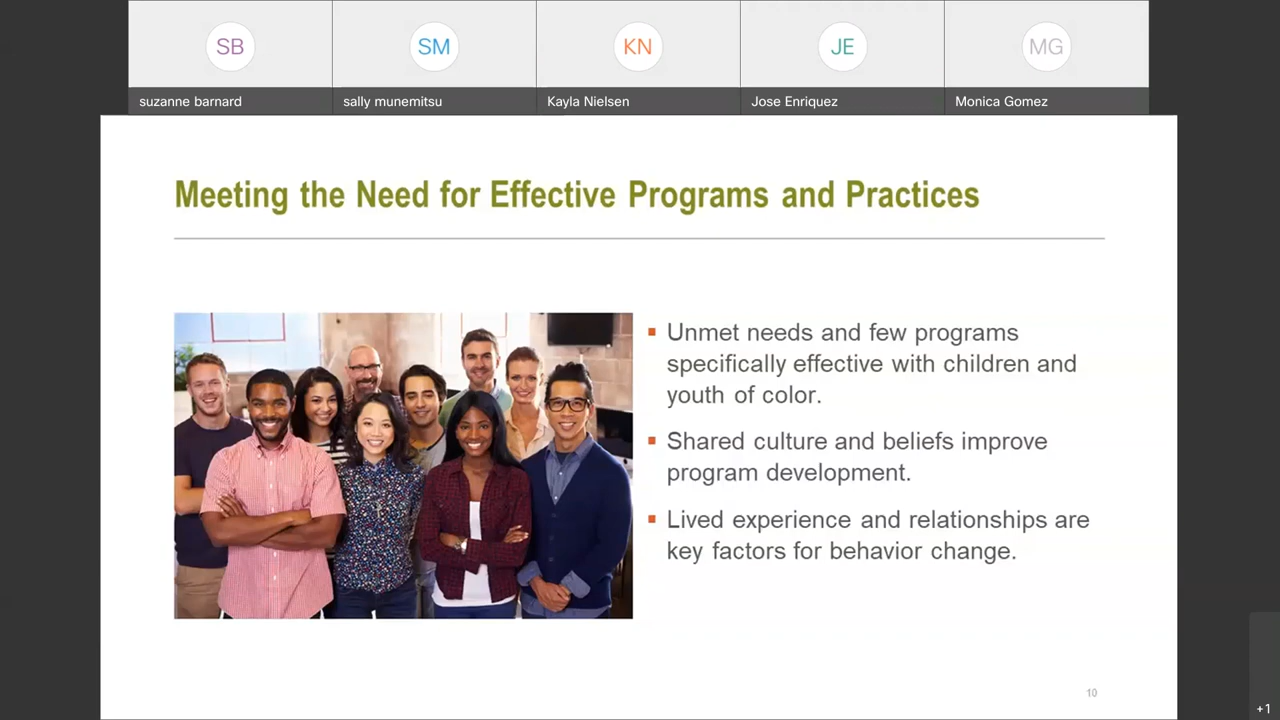 SB
SM
KN
JE
MG
suzanne barnard
sally munemitsu
Kayla Nielsen
Jose Enriquez
Monica Gomez
Meeting the Need for Effective Programs and Practices
Unmet needs and few programs
specifically effective with children and
youth of color.
Shared culture and beliefs improve
program development.
Lived experience and relationships are
key factors for behavior change.
10
+1